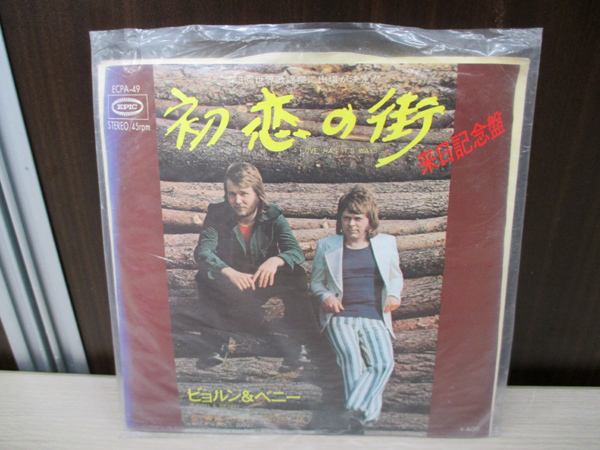 ECPA-49
EPIC
STEREO/45rpm
初恋の街
LOVE HAS IT'S WAYS
来日記念盤
ビョルン&ベニー